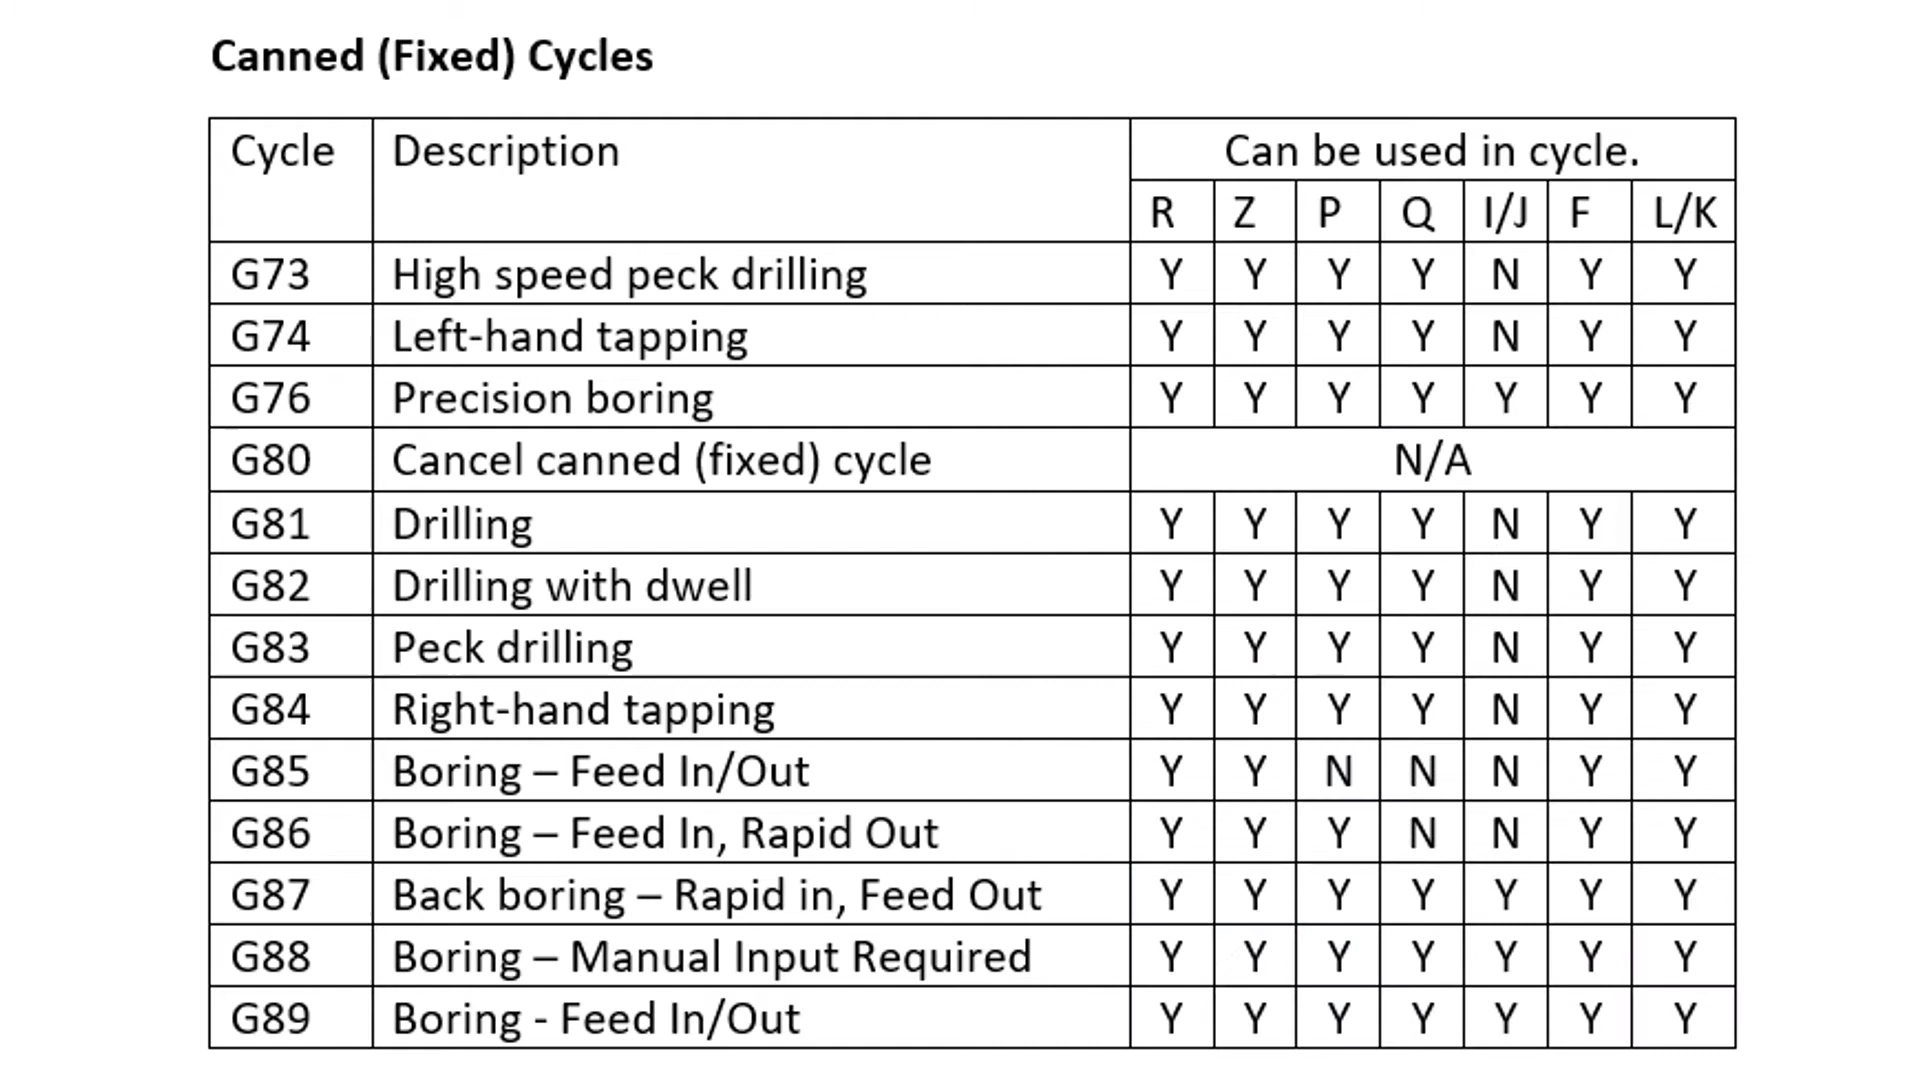 Canned (Fixed) Cycles
Cycle Description Can be used in cycle.
R Z P Q I/J F L/K
G73 High speed peck drilling Y Y Y Y N Y Y
G74 Left-hand tapping Y Y Y Y N Y Y
G76 Precision boring Y Y Y Y Y Y Y
G80 Cancel canned (fixed) cycle N/A
G81 Drilling Y Y Y Y N Y Y
G82 Drilling with dwell Y Y Y Y N Y Y
G83 Peck drilling Y Y Y Y N Y Y
G84 Right-hand tapping Y Y Y Y N Y Y
G85 Boring – Feed In/Out Y Y N N N Y Y
G86 Boring – Feed In, Rapid Out Y Y Y N N Y Y
G87 Back boring – Rapid in, Feed Out Y Y Y Y Y Y Y
G88 Boring – Manual Input Required Y Y Y Y Y Y Y
G89 Boring - Feed In/Out Y Y Y Y Y Y Y